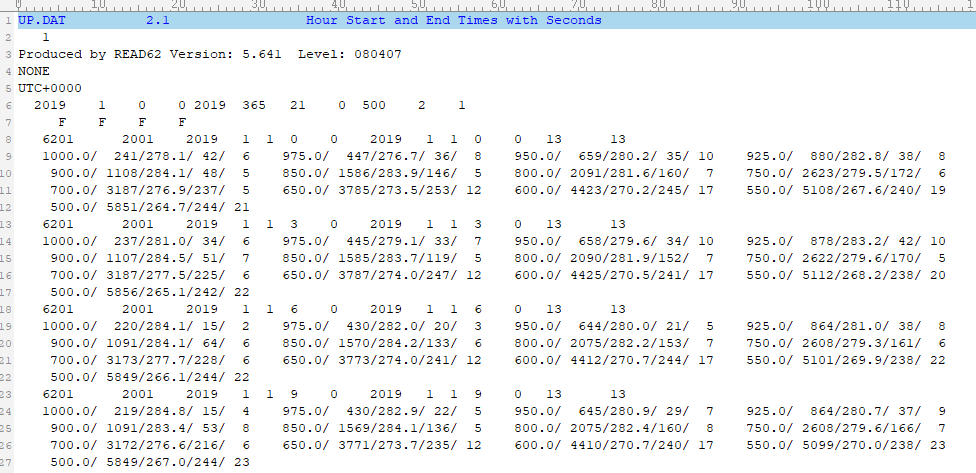 0 10 20 30 40 50 60 70 80 90 100 110
1 UP.DAT          2.1                 Hour Start and End Times with Seconds
2    1
3 Produced by READ62 Version: 5.641  Level: 080407
4 NONE
5 UTC+0000
6   2019    1    0    0 2019  365   21    0  500    2    1
7      F    F    F    F
8    6201      2001    2019   1  1  0    0    2019   1  1  0    0   13      13
9    1000.0/  241/278.1/ 42/  6    975.0/  447/276.7/ 36/  8    950.0/  659/280.2/ 35/ 10    925.0/  880/282.8/ 38/  8
10     900.0/ 1108/284.1/ 48/  5    850.0/ 1586/283.9/146/  5    800.0/ 2091/281.6/160/  7    750.0/ 2623/279.5/172/  6
11     700.0/ 3187/276.9/237/  5    650.0/ 3785/273.5/253/ 12    600.0/ 4423/270.2/245/ 17    550.0/ 5108/267.6/240/ 19
12     500.0/ 5851/264.7/244/ 21
13    6201      2001    2019   1  1  3    0    2019   1  1  3    0   13      13
14    1000.0/  237/281.0/ 34/  6    975.0/  445/279.1/ 33/  7    950.0/  658/279.6/ 34/ 10    925.0/  878/283.2/ 42/ 10
15     900.0/ 1107/284.5/ 51/  7    850.0/ 1585/283.7/119/  5    800.0/ 2090/281.9/152/  7    750.0/ 2622/279.6/170/  5
16     700.0/ 3187/277.5/225/  6    650.0/ 3787/274.0/247/ 12    600.0/ 4425/270.5/241/ 17    550.0/ 5112/268.2/238/ 20
17     500.0/ 5856/265.1/242/ 22
18    6201      2001    2019   1  1  6    0    2019   1  1  6    0   13      13
19    1000.0/  220/284.1/ 15/  2    975.0/  430/282.0/ 20/  3    950.0/  644/280.0/ 21/  5    925.0/  864/281.0/ 38/  8
20     900.0/ 1091/284.1/ 64/  6    850.0/ 1570/284.2/133/  6    800.0/ 2075/282.2/153/  7    750.0/ 2608/279.3/161/  6
21     700.0/ 3173/277.7/228/  6    650.0/ 3773/274.0/241/ 12    600.0/ 4412/270.7/244/ 17    550.0/ 5101/269.9/238/ 22
22     500.0/ 5849/266.1/244/ 22
23    6201      2001    2019   1  1  9    0    2019   1  1  9    0   13      13
24    1000.0/  219/284.8/ 15/  4    975.0/  430/282.9/ 22/  5    950.0/  645/280.9/ 29/  7    925.0/  864/280.7/ 37/  9
25     900.0/ 1091/283.4/ 53/  8    850.0/ 1569/284.1/136/  5    800.0/ 2075/282.4/160/  8    750.0/ 2608/279.6/166/  7
26     700.0/ 3172/276.6/216/  6    650.0/ 3771/273.7/235/ 12    600.0/ 4410/270.7/240/ 17    550.0/ 5099/270.0/238/ 23
27     500.0/ 5849/267.0/244/ 23